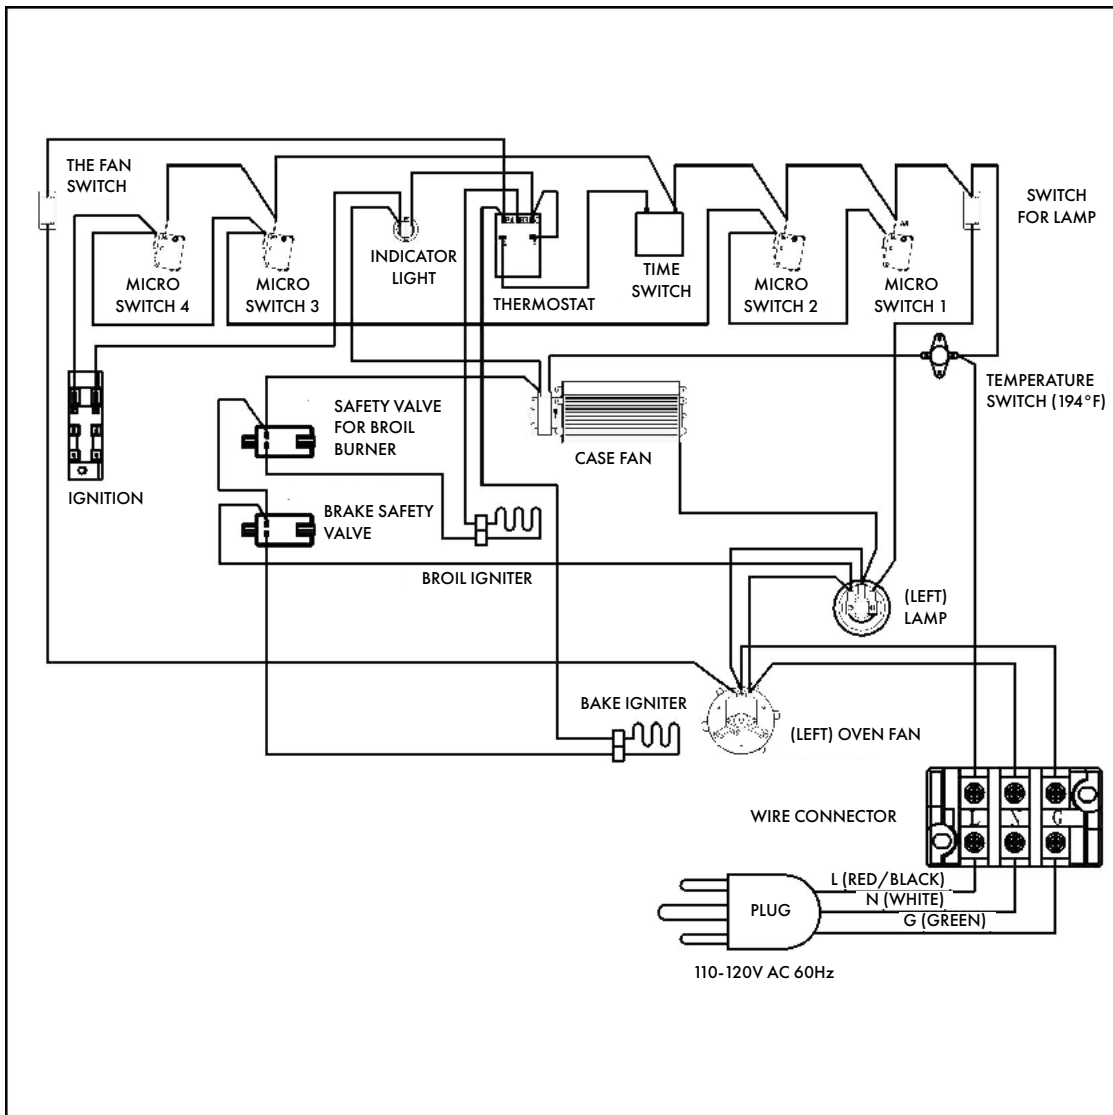 THE FAN
SWITCH
SWITCH
FOR LAMP
INDICATOR
LIGHT
TIME
SWITCH
MICRO
SWITCH 4
MICRO
SWITCH 3
THERMOSTAT
MICRO
SWITCH 2
MICRO
SWITCH 1
TEMPERATURE
SWITCH (194°F)
SAFETY VALVE
FOR BROIL
BURNER
CASE FAN
IGNITION
BRAKE SAFETY
VALVE
BROIL IGNITER
(LEFT)
LAMP
BAKE IGNITER
(LEFT) OVEN FAN
WIRE CONNECTOR
L N G
L (RED/BLACK)
N (WHITE)
G (GREEN)
PLUG
110-120V AC 60Hz